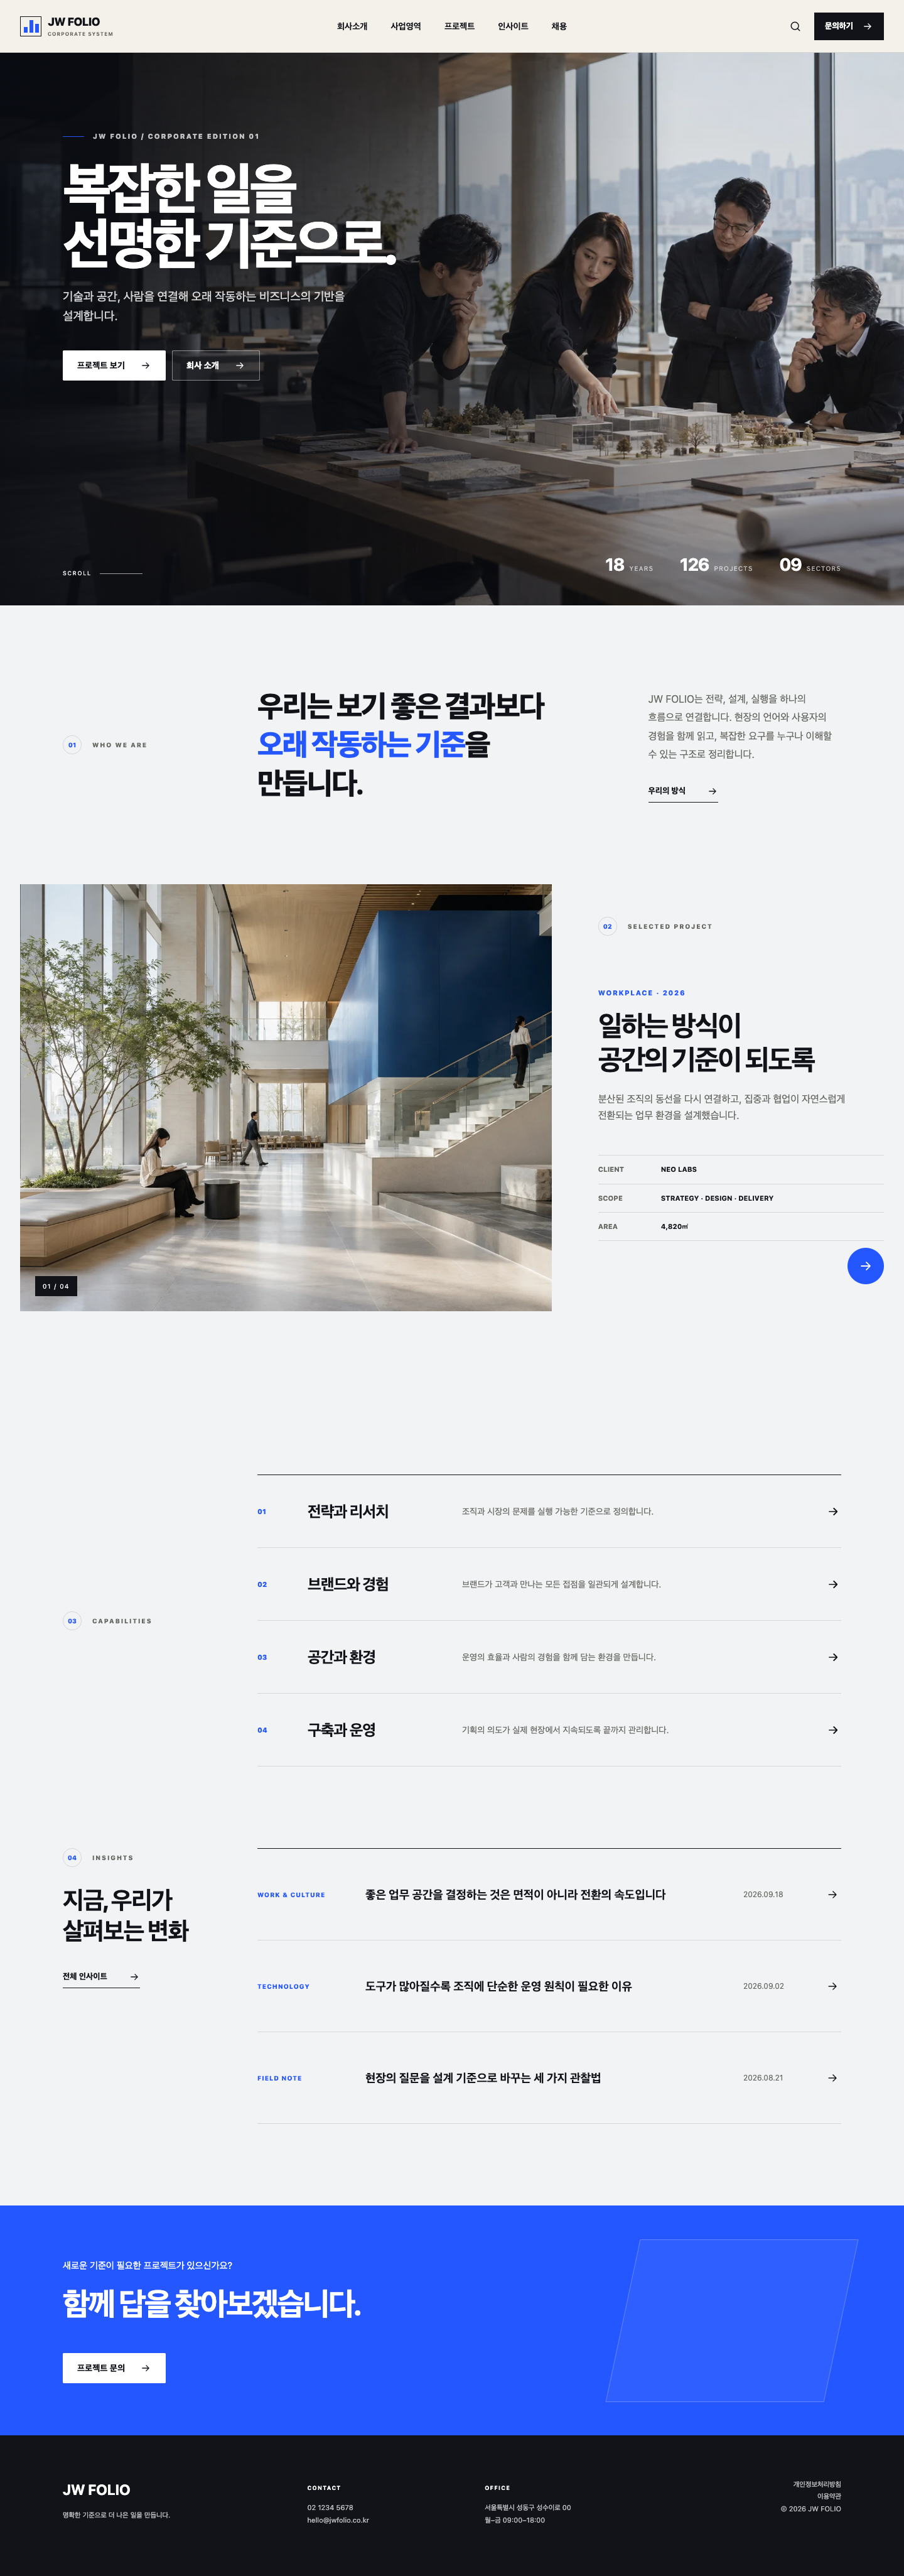 JW FOLIO
CORPORATE SYSTEM
회사소개
사업영역
프로젝트
인사이트
채용
문의하기
JW FOLIO / CORPORATE EDITION 01
복잡한 일을
선명한 기준으로.
기술과 공간, 사람을 연결해 오래 작동하는 비즈니스의 기반을
설계합니다.
프로젝트 보기
회사 소개
SCROLL
18 YEARS
126 PROJECTS
09 SECTORS
01 WHO WE ARE
우리는 보기 좋은 결과보다
오래 작동하는 기준을
만듭니다.
JW FOLIO는 전략, 설계, 실행을 하나의
흐름으로 연결합니다. 현장의 언어와 사용자의
경험을 함께 읽고, 복잡한 요구를 누구나 이해할
수 있는 구조로 정리합니다.
우리의 방식
01 / 04
02 SELECTED PROJECT
WORKPLACE · 2026
일하는 방식이
공간의 기준이 되도록
분산된 조직의 동선을 다시 연결하고, 집중과 협업이 자연스럽게
전환되는 업무 환경을 설계했습니다.
CLIENT NEO LABS
SCOPE STRATEGY · DESIGN · DELIVERY
AREA 4,820㎡
03 CAPABILITIES
01 전략과 리서치 조직과 시장의 문제를 실행 가능한 기준으로 정의합니다.
02 브랜드와 경험 브랜드가 고객과 만나는 모든 접점을 일관되게 설계합니다.
03 공간과 환경 운영의 효율과 사람의 경험을 함께 담는 환경을 만듭니다.
04 구축과 운영 기획의 의도가 실제 현장에서 지속되도록 끝까지 관리합니다.
04 INSIGHTS
지금, 우리가
살펴보는 변화
전체 인사이트
WORK & CULTURE 좋은 업무 공간을 결정하는 것은 면적이 아니라 전환의 속도입니다 2026.09.18
TECHNOLOGY 도구가 많아질수록 조직에 단순한 운영 원칙이 필요한 이유 2026.09.02
FIELD NOTE 현장의 질문을 설계 기준으로 바꾸는 세 가지 관찰법 2026.08.21
새로운 기준이 필요한 프로젝트가 있으신가요?
함께 답을 찾아보겠습니다.
프로젝트 문의
JW FOLIO
명확한 기준으로 더 나은 일을 만듭니다.
CONTACT
02 1234 5678
hello@jwfolio.co.kr
OFFICE
서울특별시 성동구 성수이로 00
월–금 09:00–18:00
개인정보처리방침
이용약관
© 2026 JW FOLIO